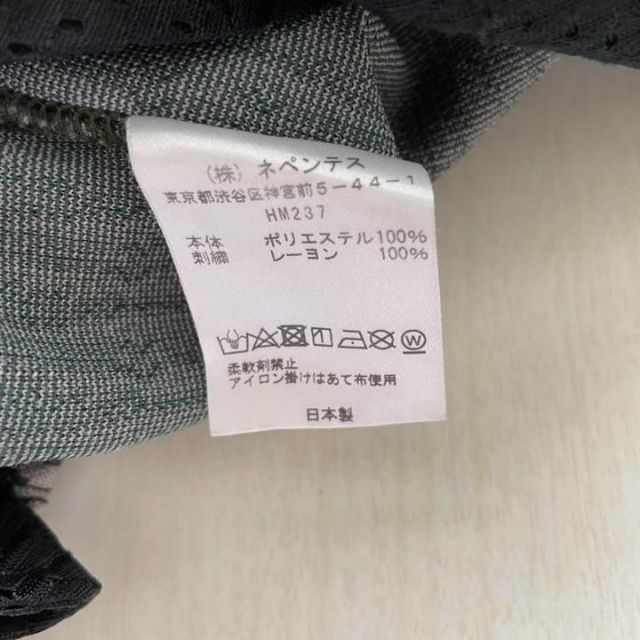 (株) ネペンテス
東京都渋谷区神宮前5-44-1
HM237
本体 ポリエステル100%
刺繍 レーヨン 100%
柔軟剤禁止
アイロン掛けはあて布使用
日本製